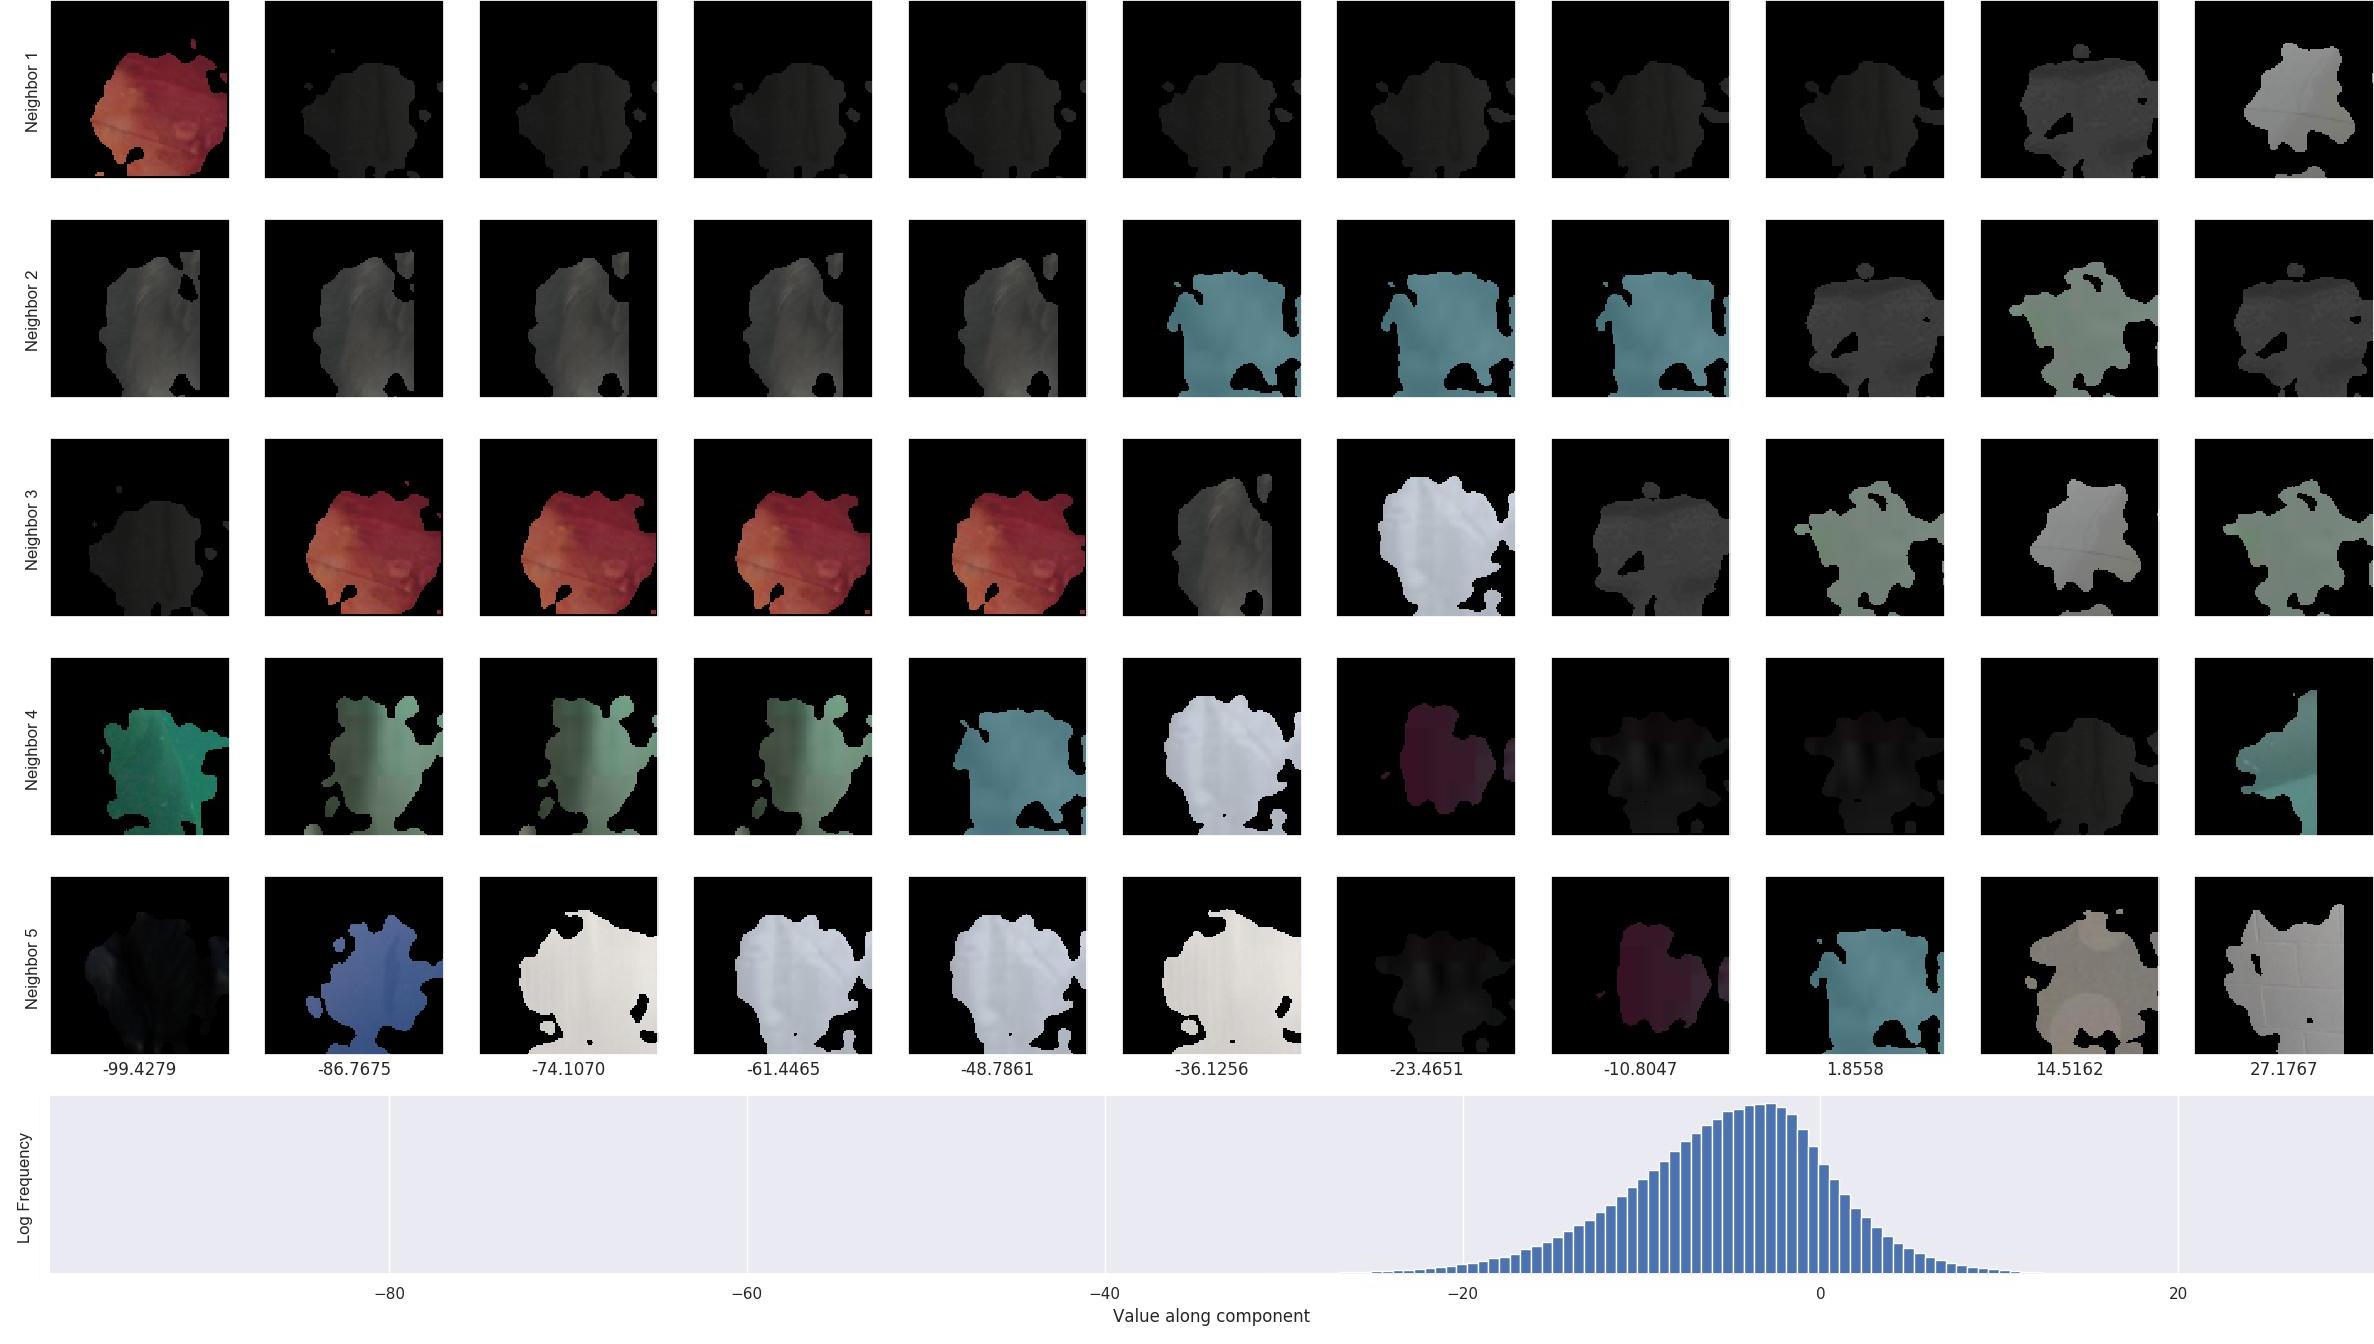 Neighbor 1
Neighbor 2
Neighbor 3
Neighbor 4
Neighbor 5
-99.4279 -86.7675 -74.1070 -61.4465 -48.7861 -36.1256 -23.4651 -10.8047 1.8558 14.5162 27.1767
Log Frequency
−80 −60 −40 −20 0 20
Value along component